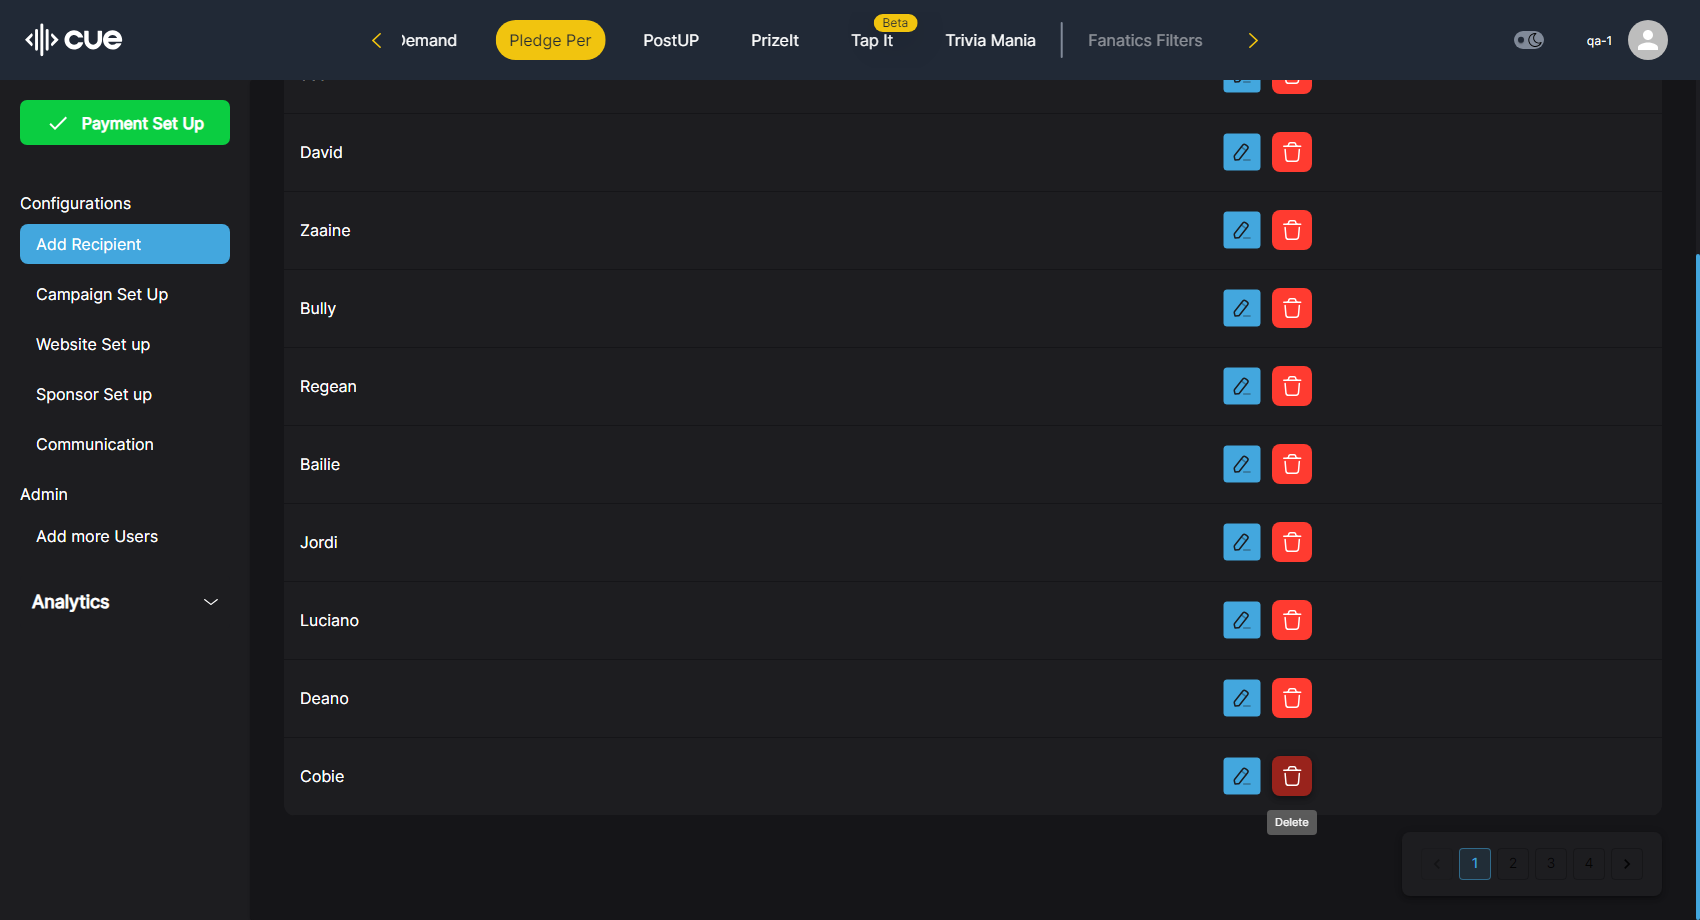 cue
Demand
Pledge Per
PostUP
PrizeIt
Beta
Tap It
Trivia Mania
Fanatics Filters
qa-1
Payment Set Up
Configurations
Add Recipient
Campaign Set Up
Website Set up
Sponsor Set up
Communication
Admin
Add more Users
Analytics
David
Zaaine
Bully
Regean
Bailie
Jordi
Luciano
Deano
Cobie
Delete
1 2 3 4